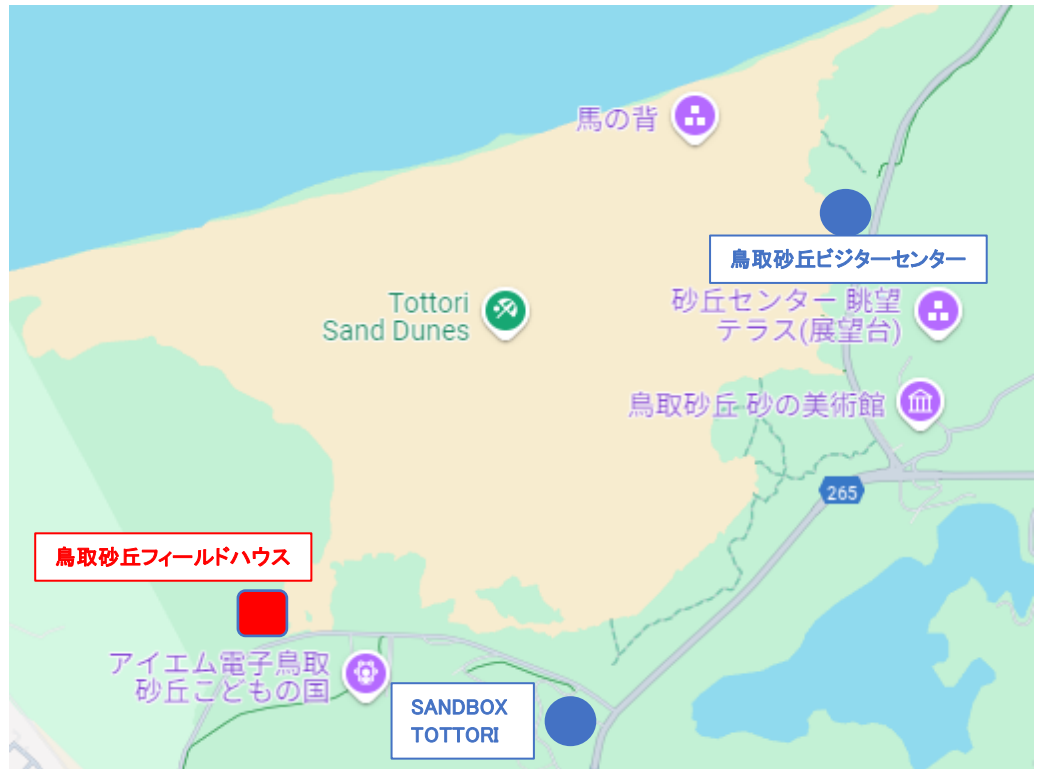 馬の背
鳥取砂丘ビジターセンター
Tottori
Sand Dunes
砂丘センター 眺望
テラス(展望台)
鳥取砂丘 砂の美術館
265
鳥取砂丘フィールドハウス
アイエム電子鳥取
砂丘こどもの国
SANDBOX
TOTTORI